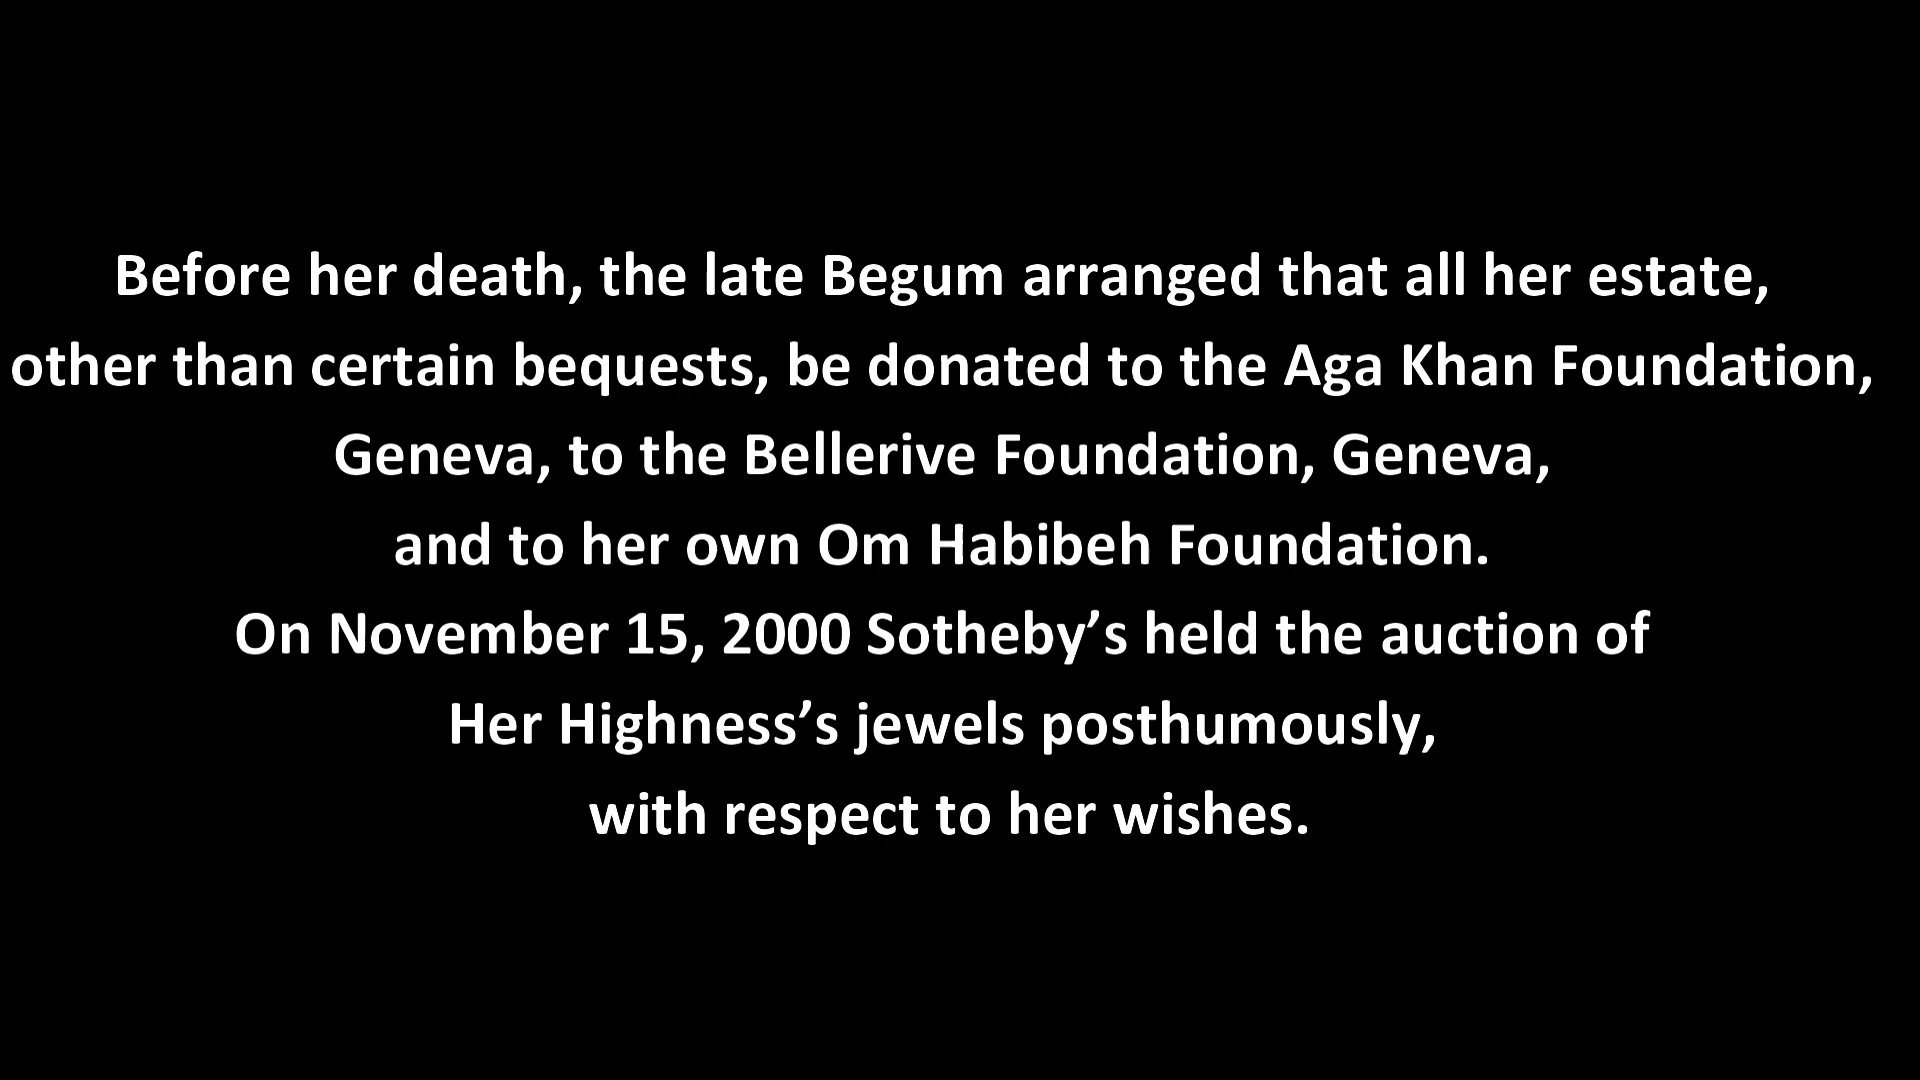 Before her death, the late Begum arranged that all her estate,
other than certain bequests, be donated to the Aga Khan Foundation,
Geneva, to the Bellerive Foundation, Geneva,
and to her own Om Habibeh Foundation.
On November 15, 2000 Sotheby’s held the auction of
Her Highness’s jewels posthumously,
with respect to her wishes.